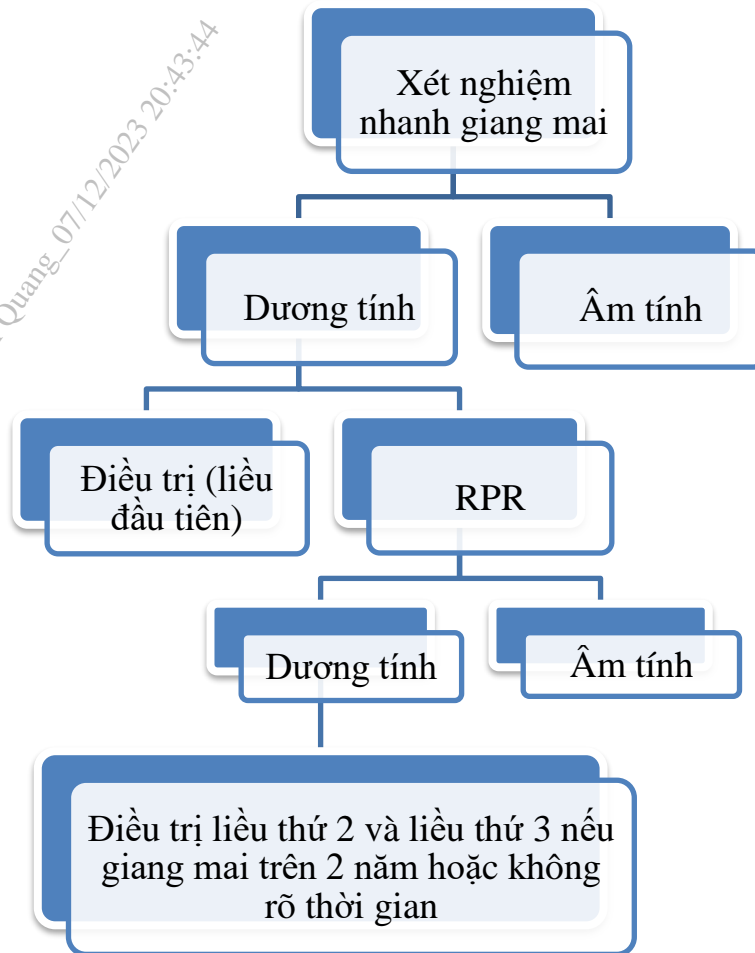 Quang_07/12/2023 20:43:44
Xét nghiệm
nhanh giang mai
Dương tính
Âm tính
Điều trị (liều
đầu tiên)
RPR
Dương tính
Âm tính
Điều trị liều thứ 2 và liều thứ 3 nếu
giang mai trên 2 năm hoặc không
rõ thời gian